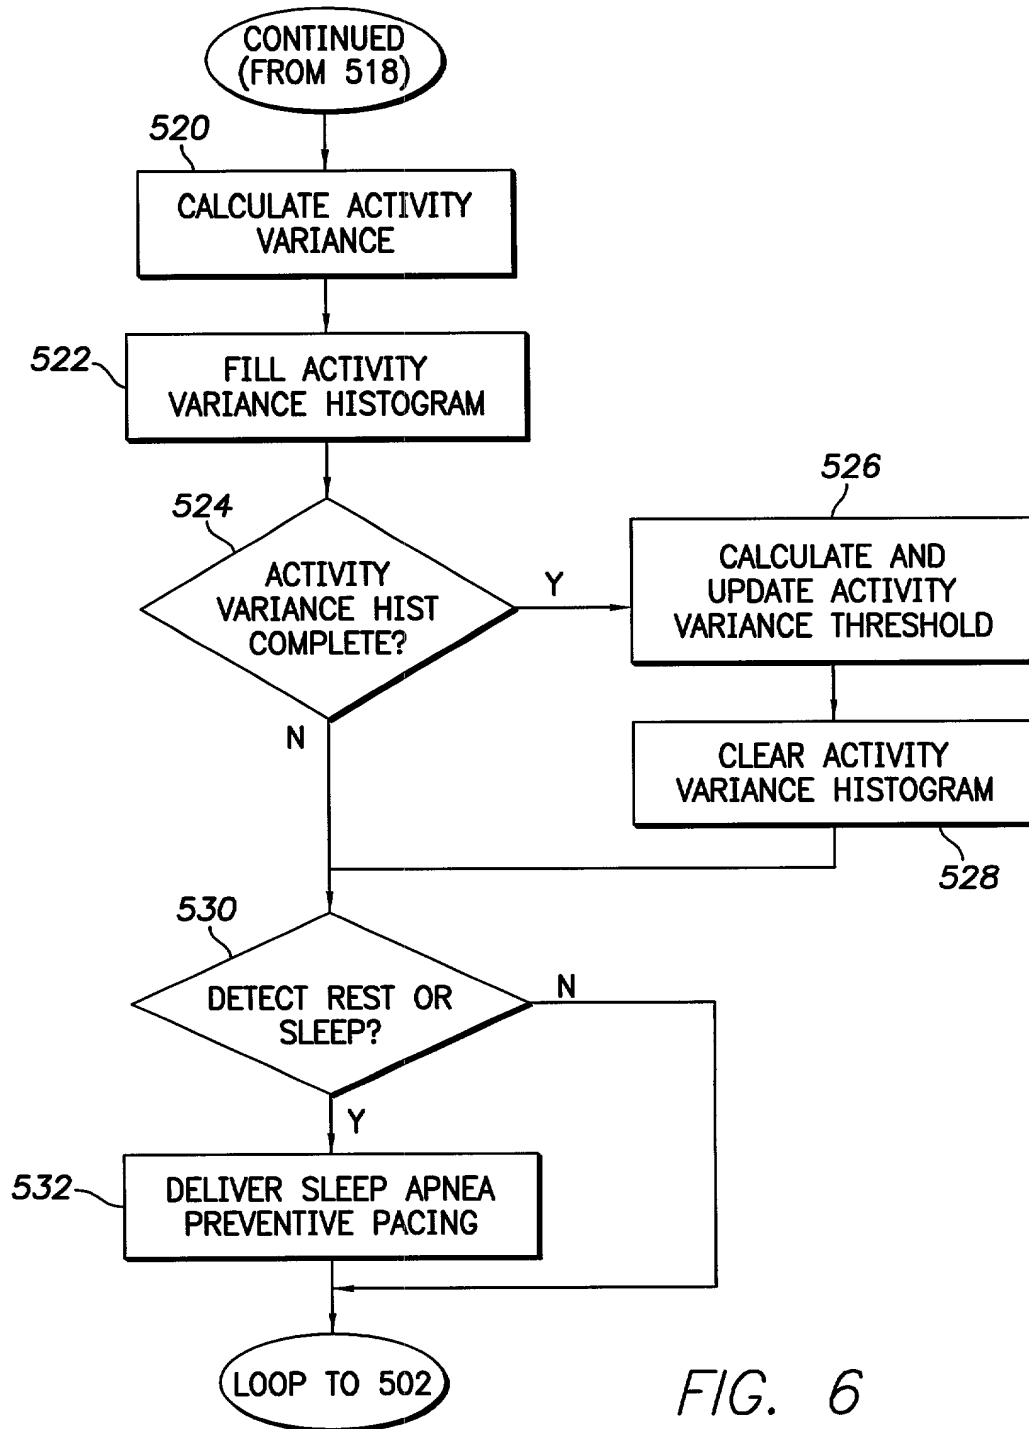 CONTINUED
(FROM 518)
520
CALCULATE ACTIVITY
VARIANCE
522
FILL ACTIVITY
VARIANCE HISTOGRAM
524
ACTIVITY
VARIANCE HIST
COMPLETE?
Y
N
526
CALCULATE AND
UPDATE ACTIVITY
VARIANCE THRESHOLD
CLEAR ACTIVITY
VARIANCE HISTOGRAM
528
530
DETECT REST OR
SLEEP?
N
Y
532
DELIVER SLEEP APNEA
PREVENTIVE PACING
LOOP TO 502
FIG. 6